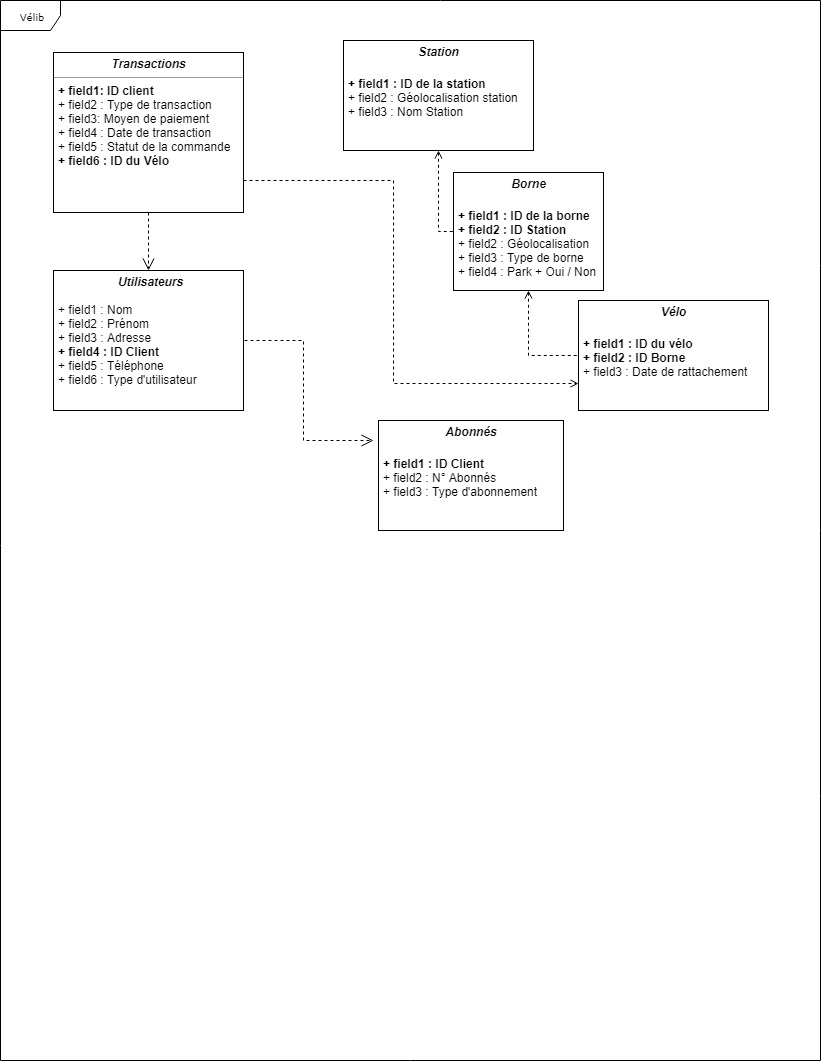 Vélib
Transactions
+ field1: ID client
+ field2 : Type de transaction
+ field3: Moyen de paiement
+ field4 : Date de transaction
+ field5 : Statut de la commande
+ field6 : ID du Vélo
Station
+ field1 : ID de la station
+ field2 : Géolocalisation station
+ field3 : Nom Station
Borne
+ field1 : ID de la borne
+ field2 : ID Station
+ field2 : Géolocalisation
+ field3 : Type de borne
+ field4 : Park + Oui / Non
Utilisateurs
+ field1 : Nom
+ field2 : Prénom
+ field3 : Adresse
+ field4 : ID Client
+ field5 : Téléphone
+ field6 : Type d'utilisateur
Vélo
+ field1 : ID du vélo
+ field2 : ID Borne
+ field3 : Date de rattachement
Abonnés
+ field1 : ID Client
+ field2 : N° Abonnés
+ field3 : Type d'abonnement